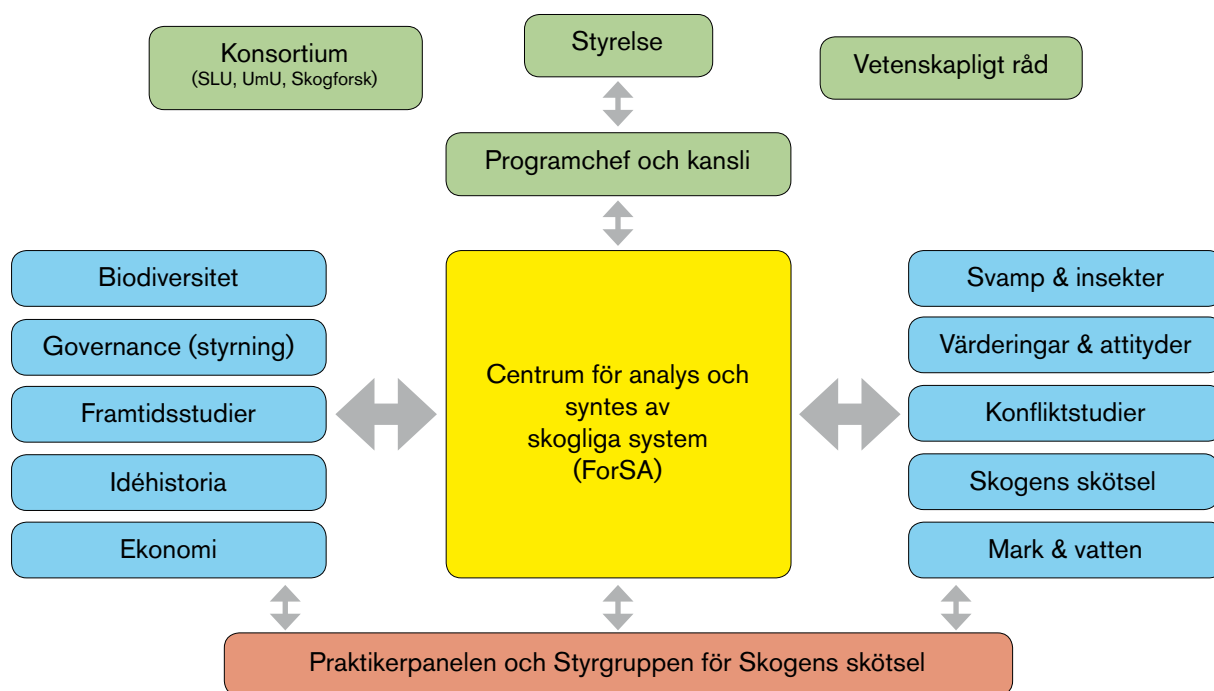 Konsortium
(SLU, UmU, Skogforsk)
Styrelse
Vetenskapligt råd
Programchef och kansli
Biodiversitet
Governance (styrning)
Framtidsstudier
Idéhistoria
Ekonomi
Centrum för analys och
syntes av
skogliga system
(ForSA)
Svamp & insekter
Värderingar & attityder
Konfliktstudier
Skogens skötsel
Mark & vatten
Praktikerpanelen och Styrgruppen för Skogens skötsel